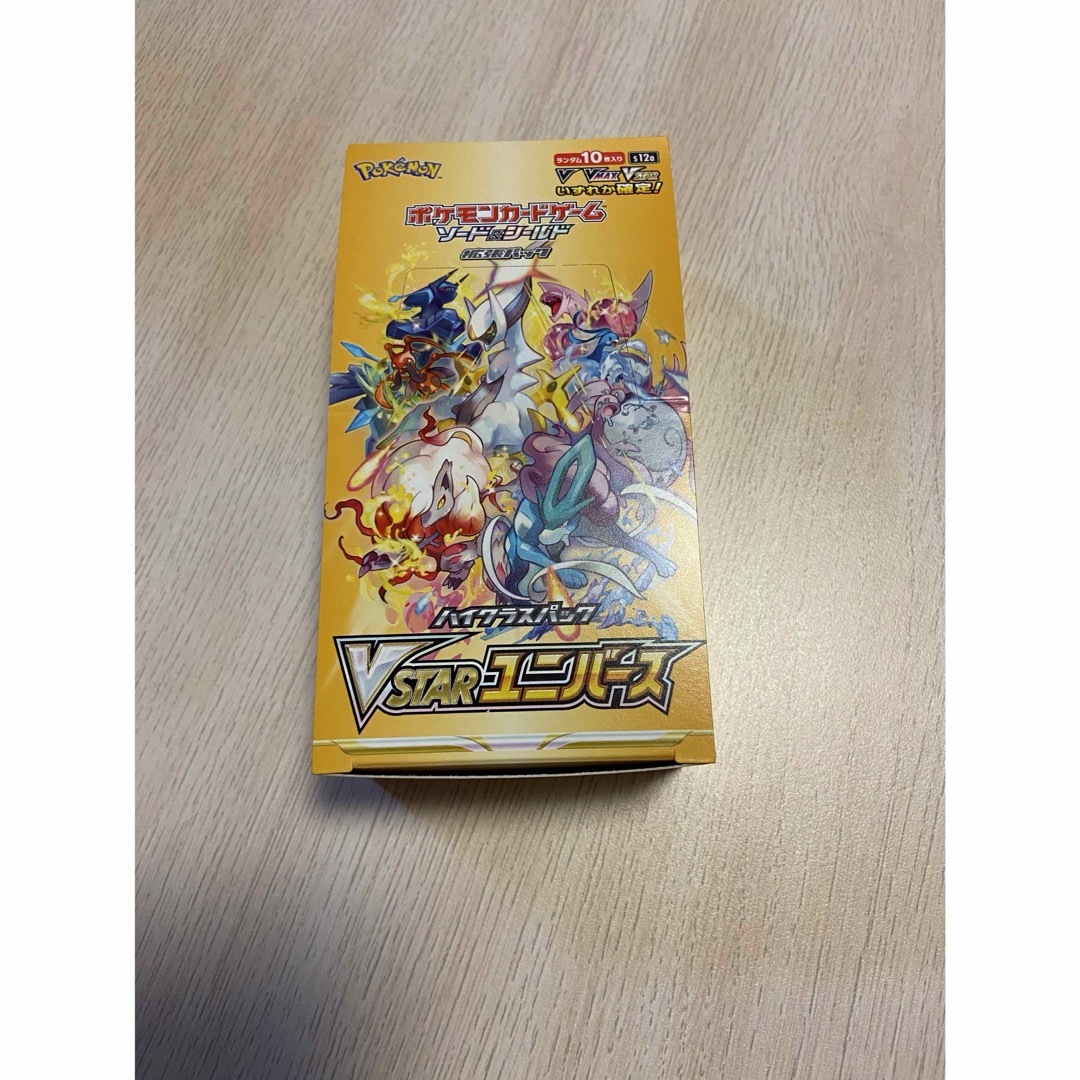 Pokémon
ランダム10枚入り s12a
V VMAX VSTAR
いずれか確定!
ポケモンカードゲーム
ソード&シールド
拡張パック
ハイクラスパック
VSTARユニバース